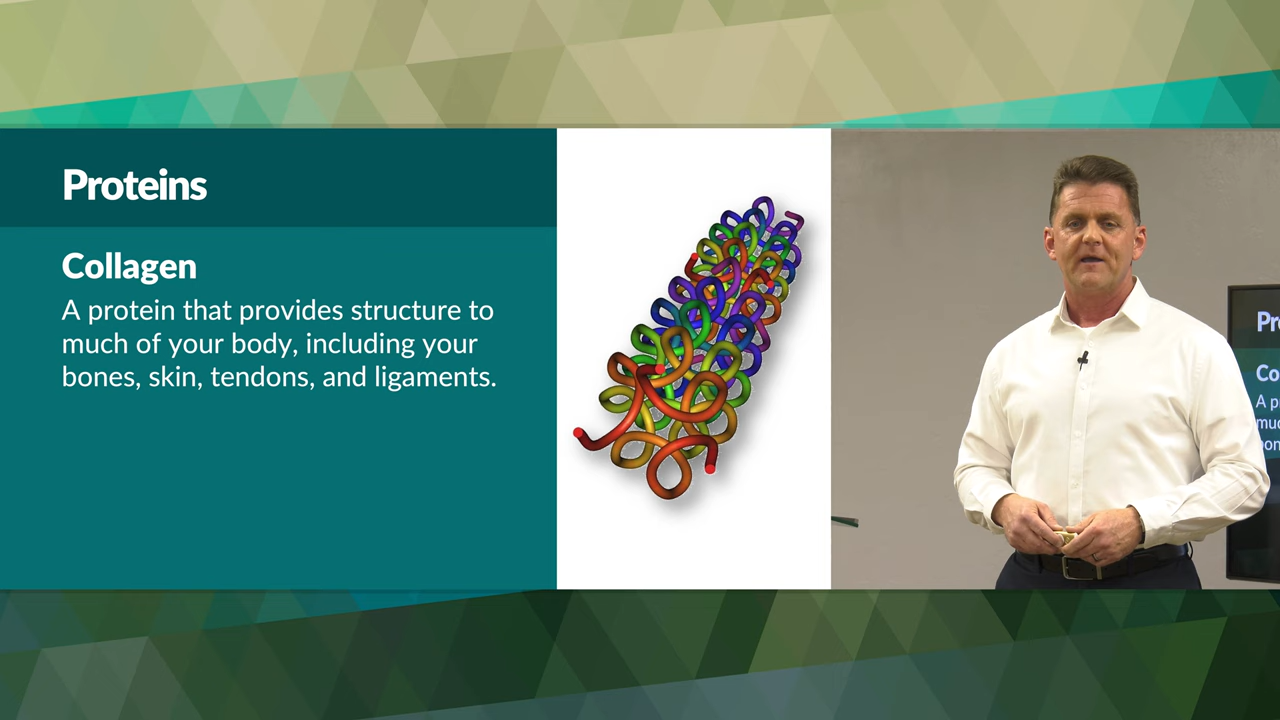 Proteins
Collagen
A protein that provides structure to
much of your body, including your
bones, skin, tendons, and ligaments.